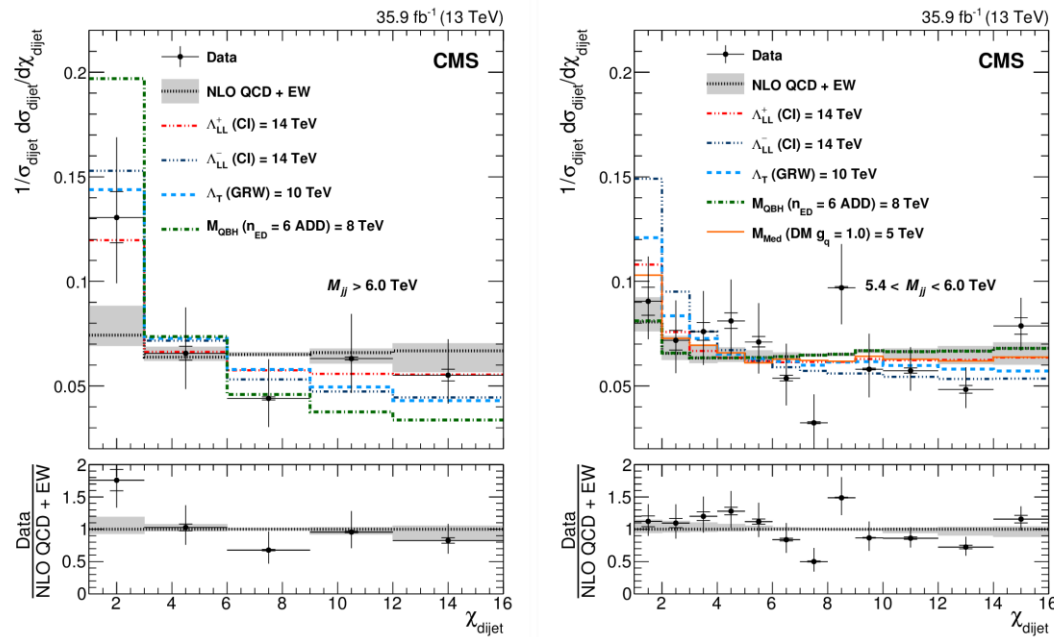 35.9 fb⁻¹ (13 TeV)
CMS
Data
NLO QCD + EW
Λ⁺LL (CI) = 14 TeV
Λ⁻LL (CI) = 14 TeV
ΛT (GRW) = 10 TeV
MQBH (nED = 6 ADD) = 8 TeV
Mjj > 6.0 TeV
1/σdijet dσdijet/dχdijet
0.2
0.15
0.1
0.05
Data
NLO QCD + EW
2
1.5
1
0.5
0
2 4 6 8 10 12 14 16
χdijet
35.9 fb⁻¹ (13 TeV)
CMS
Data
NLO QCD + EW
Λ⁺LL (CI) = 14 TeV
Λ⁻LL (CI) = 14 TeV
ΛT (GRW) = 10 TeV
MQBH (nED = 6 ADD) = 8 TeV
MMed (DM gq = 1.0) = 5 TeV
5.4 < Mjj < 6.0 TeV
1/σdijet dσdijet/dχdijet
0.2
0.15
0.1
0.05
Data
NLO QCD + EW
2
1.5
1
0.5
0
2 4 6 8 10 12 14 16
χdijet